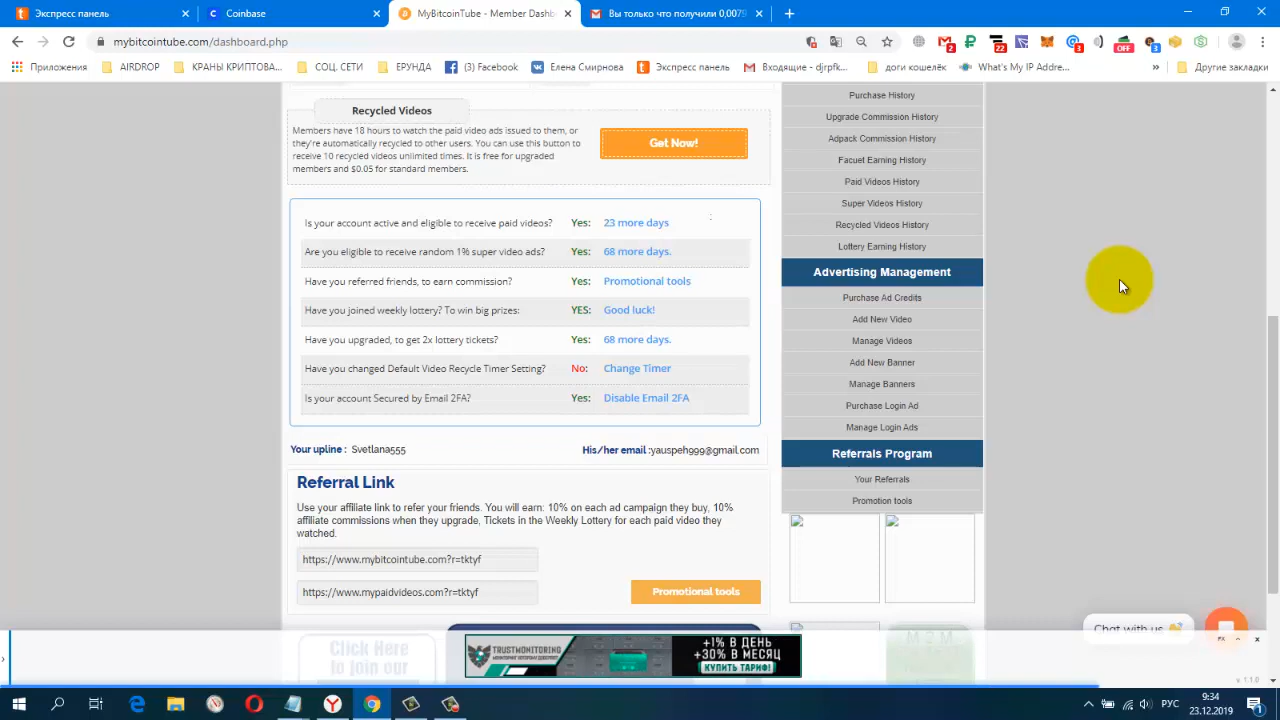 Экспресс панель
Coinbase
MyBitcoinTube - Member Dashb
Вы только что получили 0,0079
mybitcointube.com/dashboard.php
2
22
3
OFF
3
Приложения
AIRDROP
КРАНЫ КРИПТОВА...
СОЦ. СЕТИ
ЕРУНДА
(3) Facebook
Елена Смирнова
Экспресс панель
Входящие - djrpfk...
доги кошелёк
What's My IP Addre...
»
Другие закладки
Recycled Videos
Members have 18 hours to watch the paid video ads issued to them, or
they're automatically recycled to other users. You can use this button to
receive 10 recycled videos unlimited times. It is free for upgraded
members and $0.05 for standard members.
Get Now!
Is your account active and eligible to receive paid videos? Yes: 23 more days
Are you eligible to receive random 1% super video ads? Yes: 68 more days.
Have you referred friends, to earn commission? Yes: Promotional tools
Have you joined weekly lottery? To win big prizes: YES: Good luck!
Have you upgraded, to get 2x lottery tickets? Yes: 68 more days.
Have you changed Default Video Recycle Timer Setting? No: Change Timer
Is your account Secured by Email 2FA? Yes: Disable Email 2FA
Your upline : Svetlana555
His/her email :yauspeh999@gmail.com
Referral Link
Use your affiliate link to refer your friends. You will earn: 10% on each ad campaign they buy, 10%
affiliate commissions when they upgrade, Tickets in the Weekly Lottery for each paid video they
watched.
https://www.mybitcointube.com?r=tktyf
https://www.mypaidvideos.com?r=tktyf
Promotional tools
Purchase History
Upgrade Commission History
Adpack Commission History
Facuet Earning History
Paid Videos History
Super Videos History
Recycled Videos History
Lottery Earning History
Advertising Management
Purchase Ad Credits
Add New Video
Manage Videos
Add New Banner
Manage Banners
Purchase Login Ad
Manage Login Ads
Referrals Program
Your Referrals
Promotion tools
Click Here
to join our
TRUSTMONITORING
+1% В ДЕНЬ
+30% В МЕСЯЦ
КУПИТЬ ТАРИФ!
Chat with us
v 1.1.0
РУС
9:34
23.12.2019
1